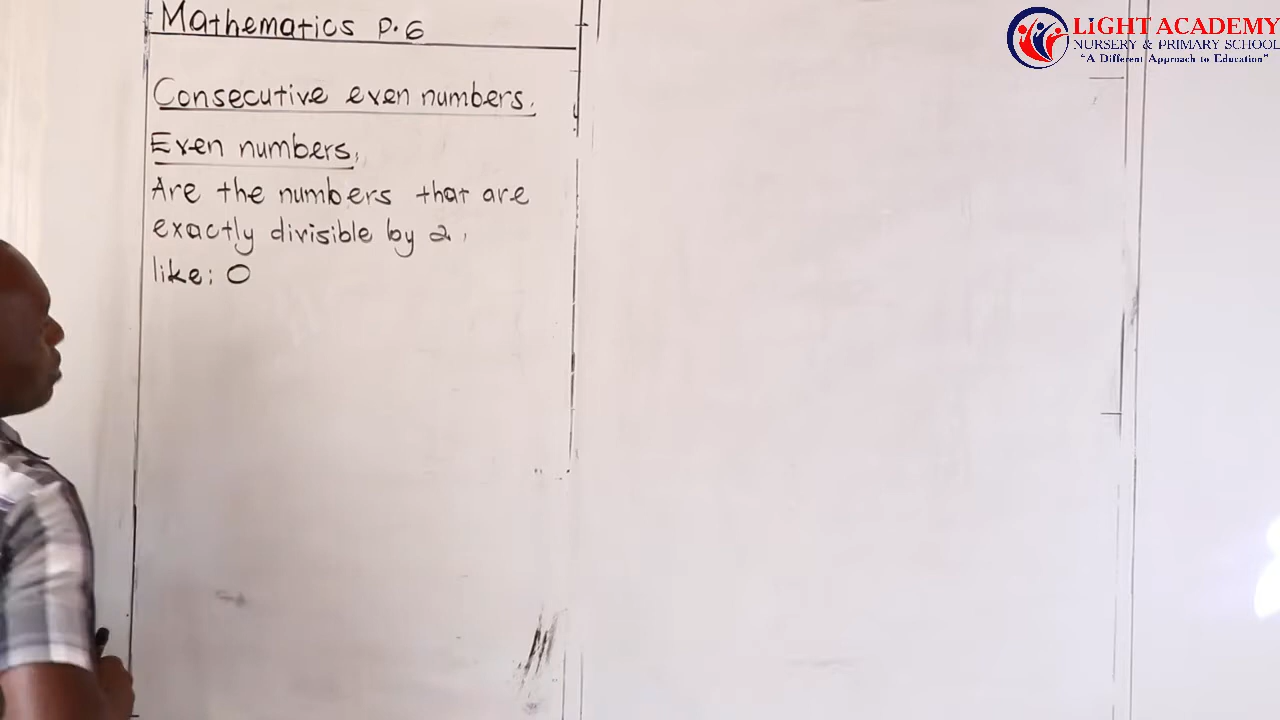 Mathematics P.6
Consecutive even numbers.
Even numbers,
Are the numbers that are
exactly divisible by 2,
like: 0
LIGHT ACADEMY
NURSERY & PRIMARY SCHOOL
"A Different Approach to Education"